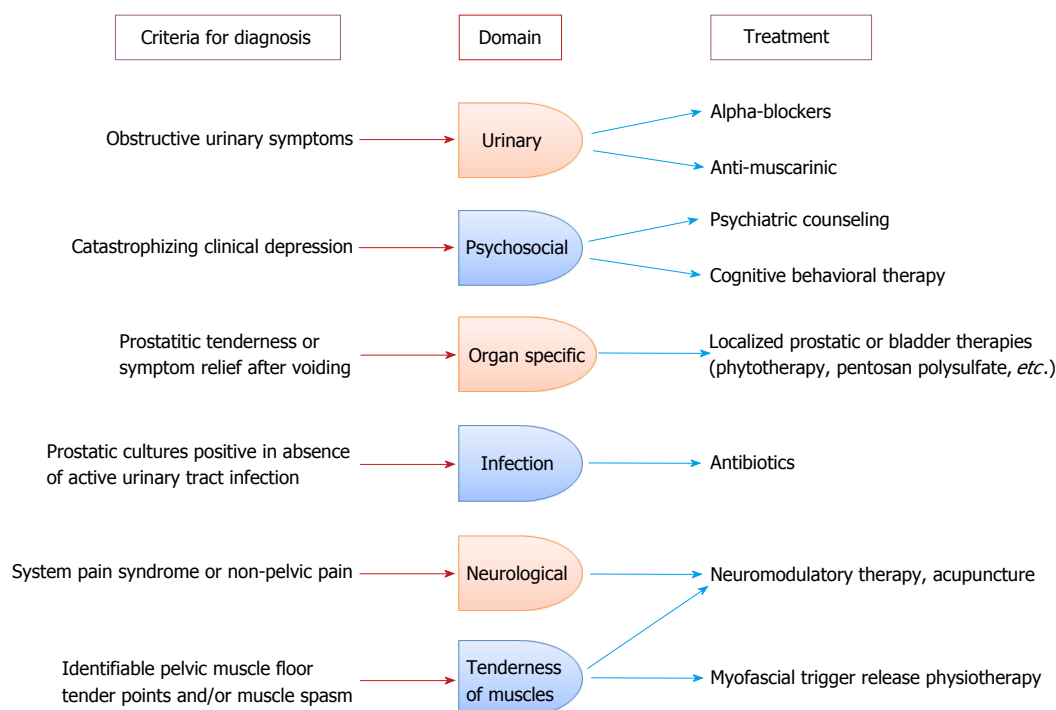 Criteria for diagnosis
Domain
Treatment
Obstructive urinary symptoms
Urinary
Alpha-blockers
Anti-muscarinic
Catastrophizing clinical depression
Psychosocial
Psychiatric counseling
Cognitive behavioral therapy
Prostatitic tenderness or
symptom relief after voiding
Organ specific
Localized prostatic or bladder therapies
(phytotherapy, pentosan polysulfate, etc.)
Prostatic cultures positive in absence
of active urinary tract infection
Infection
Antibiotics
System pain syndrome or non-pelvic pain
Neurological
Neuromodulatory therapy, acupuncture
Identifiable pelvic muscle floor
tender points and/or muscle spasm
Tenderness
of muscles
Myofascial trigger release physiotherapy